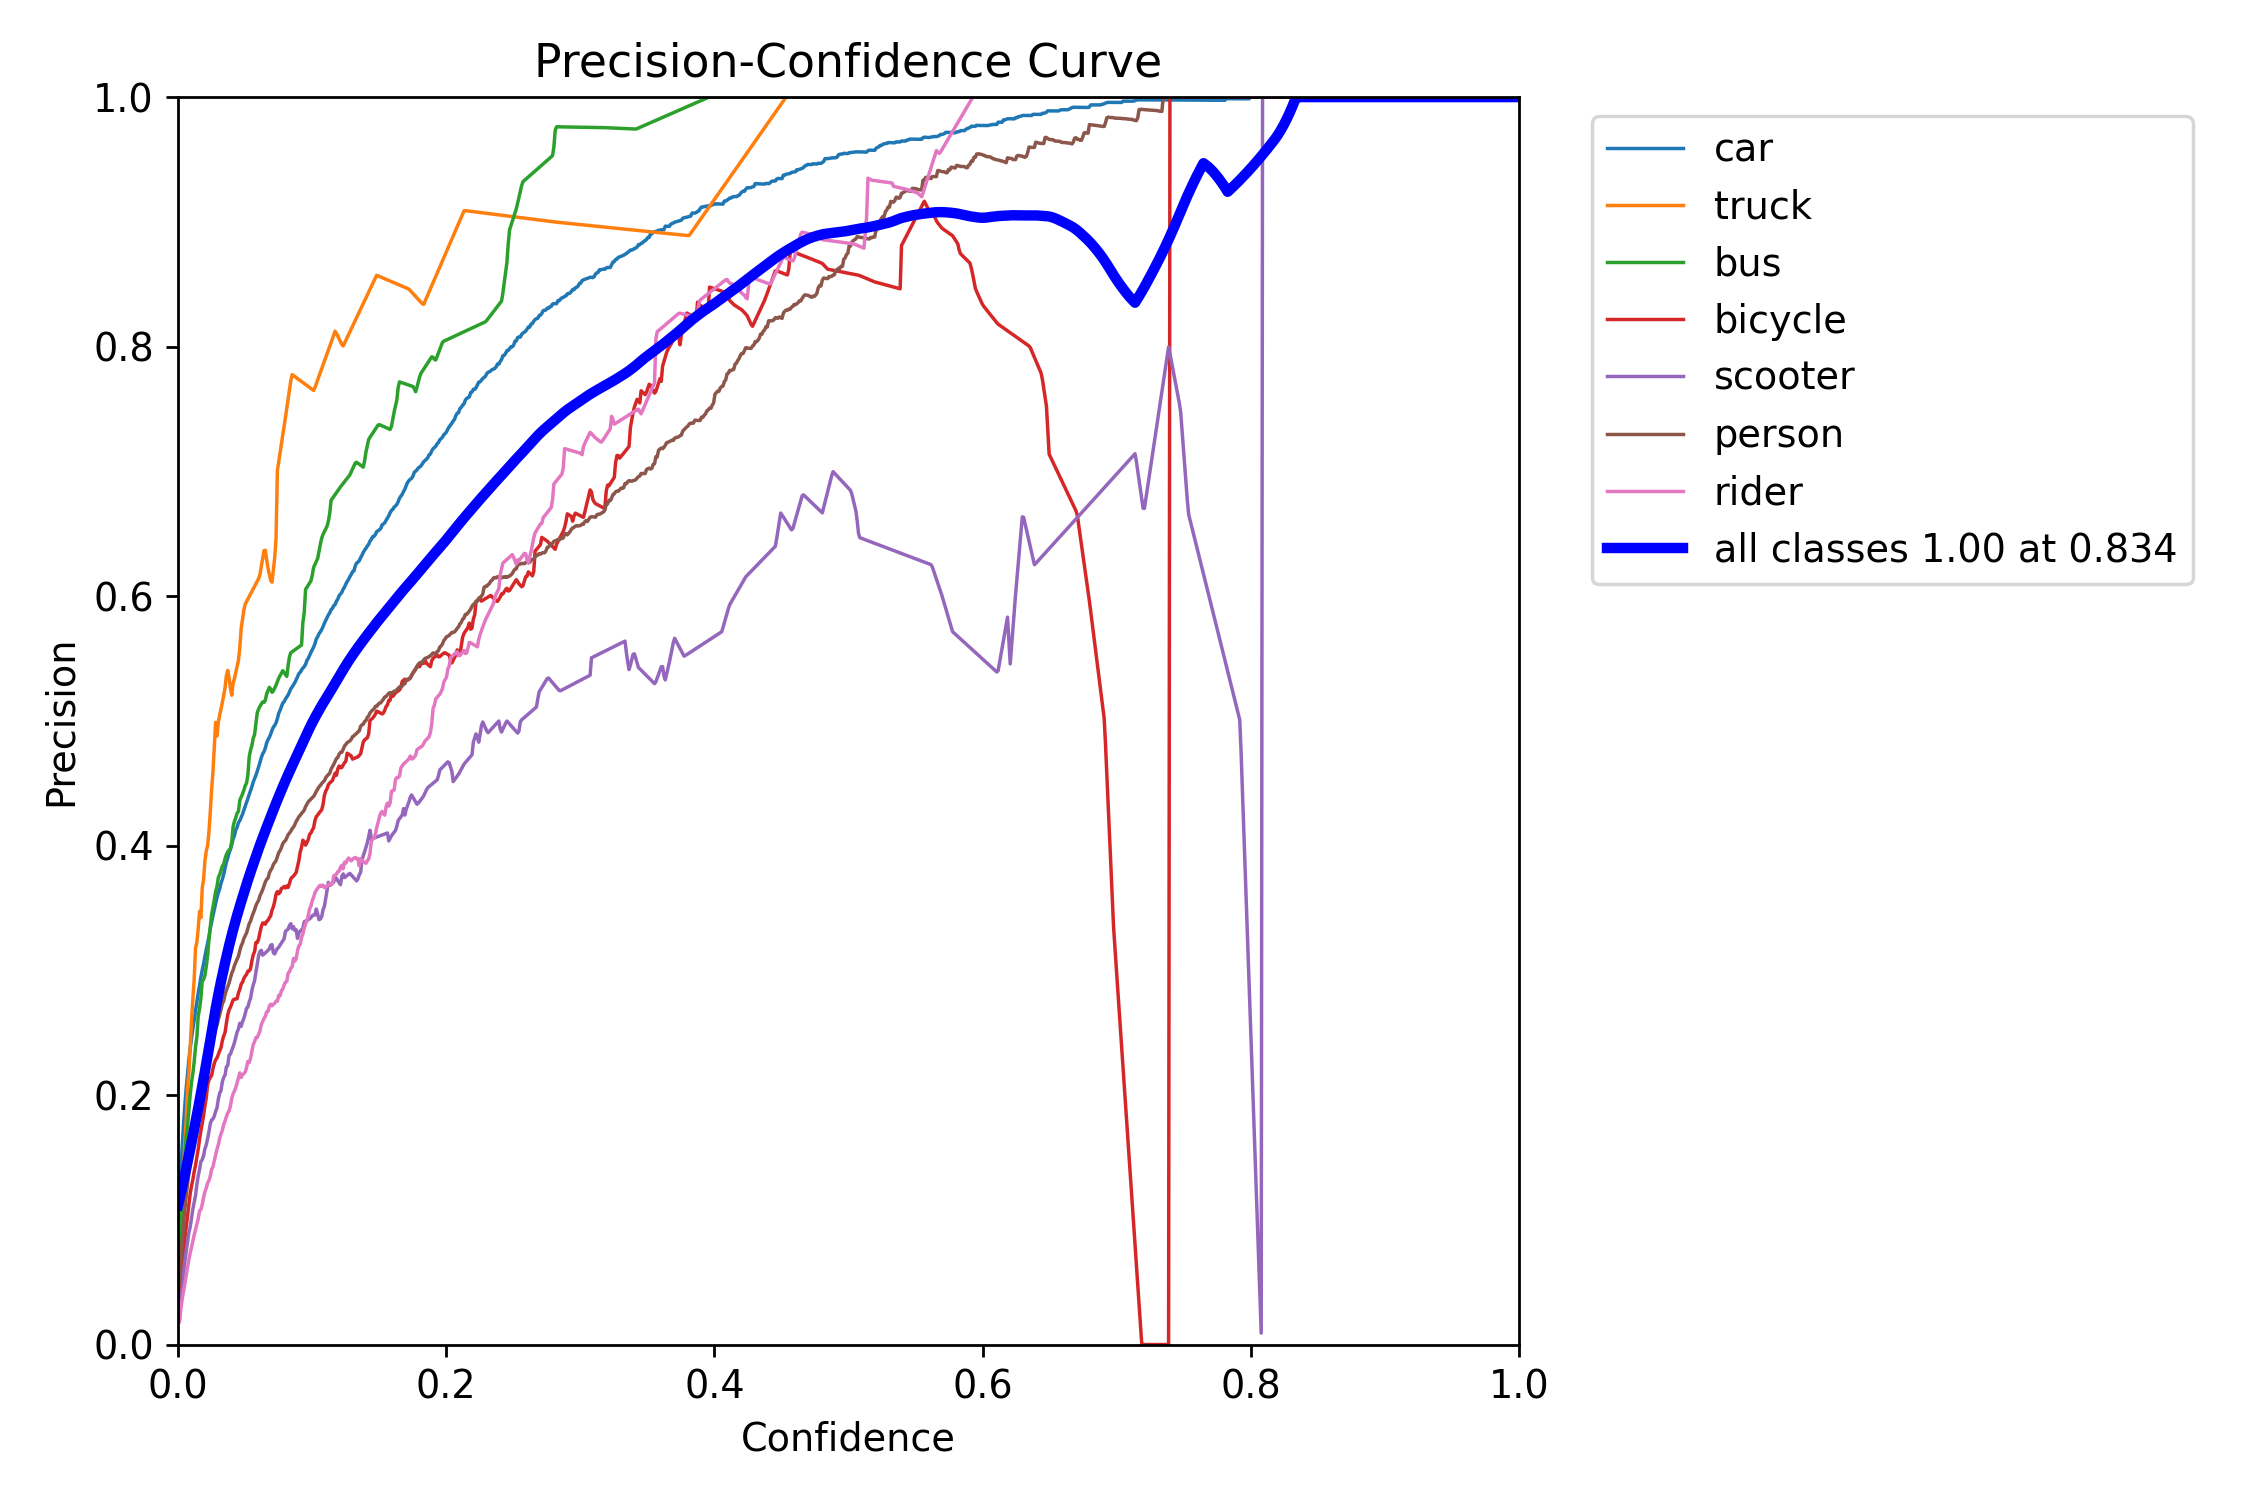 Precision-Confidence Curve
1.0
0.8
0.6
0.4
0.2
0.0
Precision
0.0 0.2 0.4 0.6 0.8 1.0
Confidence
car
truck
bus
bicycle
scooter
person
rider
all classes 1.00 at 0.834